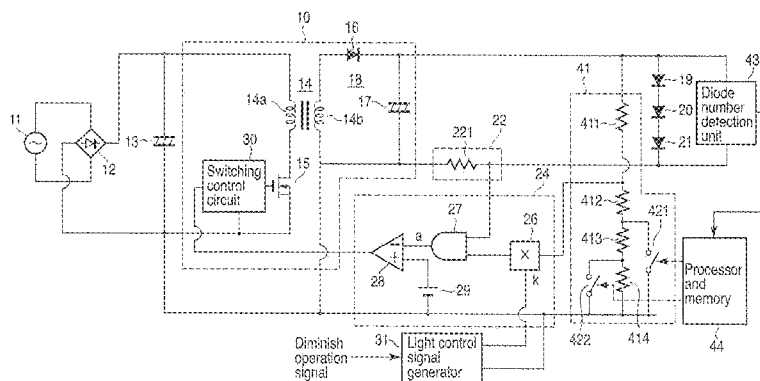 10
16
14
18
14a
14b
17
11
12
13
30
Switching
control
circuit
15
221
22
24
27
26
a
X
k
28
29
41
411
412
413
421
422
414
19
20
21
43
Diode
number
detection
unit
Processor
and
memory
44
Diminish
operation
signal
31
Light control
signal
generator